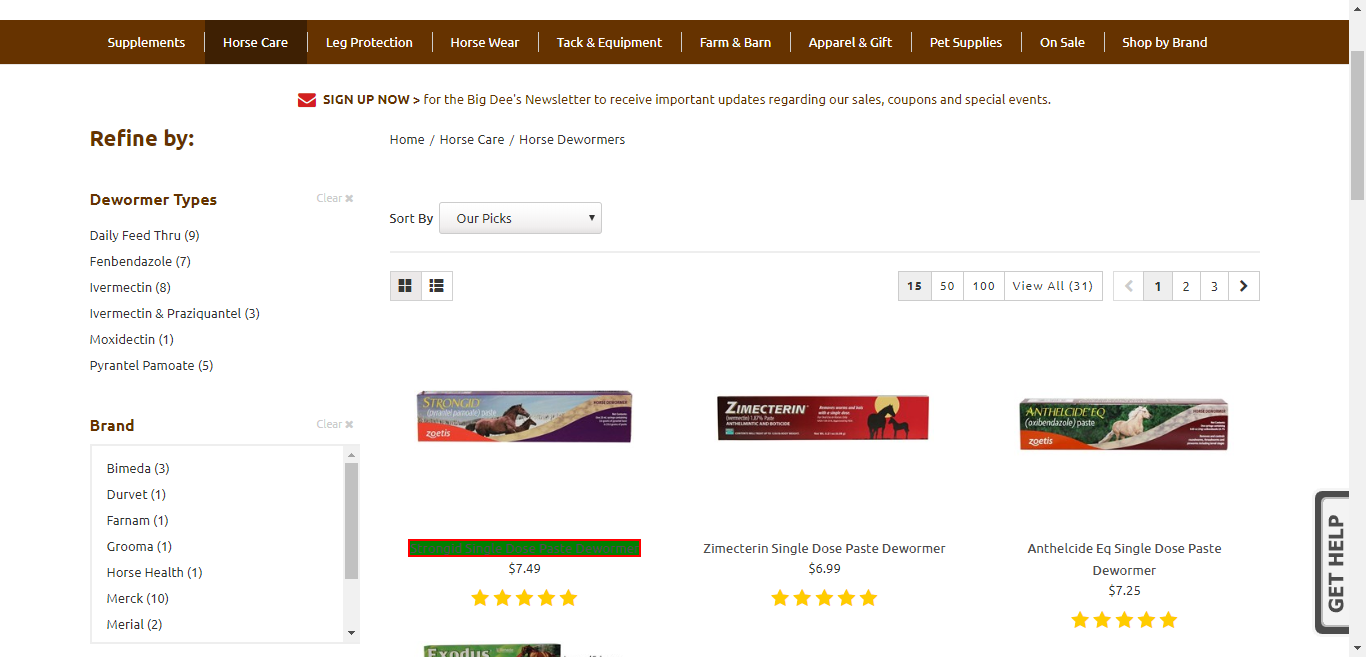 Supplements
Horse Care
Leg Protection
Horse Wear
Tack & Equipment
Farm & Barn
Apparel & Gift
Pet Supplies
On Sale
Shop by Brand
SIGN UP NOW > for the Big Dee's Newsletter to receive important updates regarding our sales, coupons and special events.
Refine by:
Home / Horse Care / Horse Dewormers
Dewormer Types
Clear ✖
Daily Feed Thru (9)
Fenbendazole (7)
Ivermectin (8)
Ivermectin & Praziquantel (3)
Moxidectin (1)
Pyrantel Pamoate (5)
Brand
Clear ✖
Bimeda (3)
Durvet (1)
Farnam (1)
Grooma (1)
Horse Health (1)
Merck (10)
Merial (2)
Sort By Our Picks
15 50 100 View All (31)
1 2 3
STRONGID
(pyrantel pamoate) paste
zoetis
ZIMECTERIN
ANTHELCIDE EQ
(oxibendazole) paste
zoetis
Strongid Single Dose Paste Dewormer
$7.49
Zimecterin Single Dose Paste Dewormer
$6.99
Anthelcide Eq Single Dose Paste
Dewormer
$7.25
Exodus
GET HELP